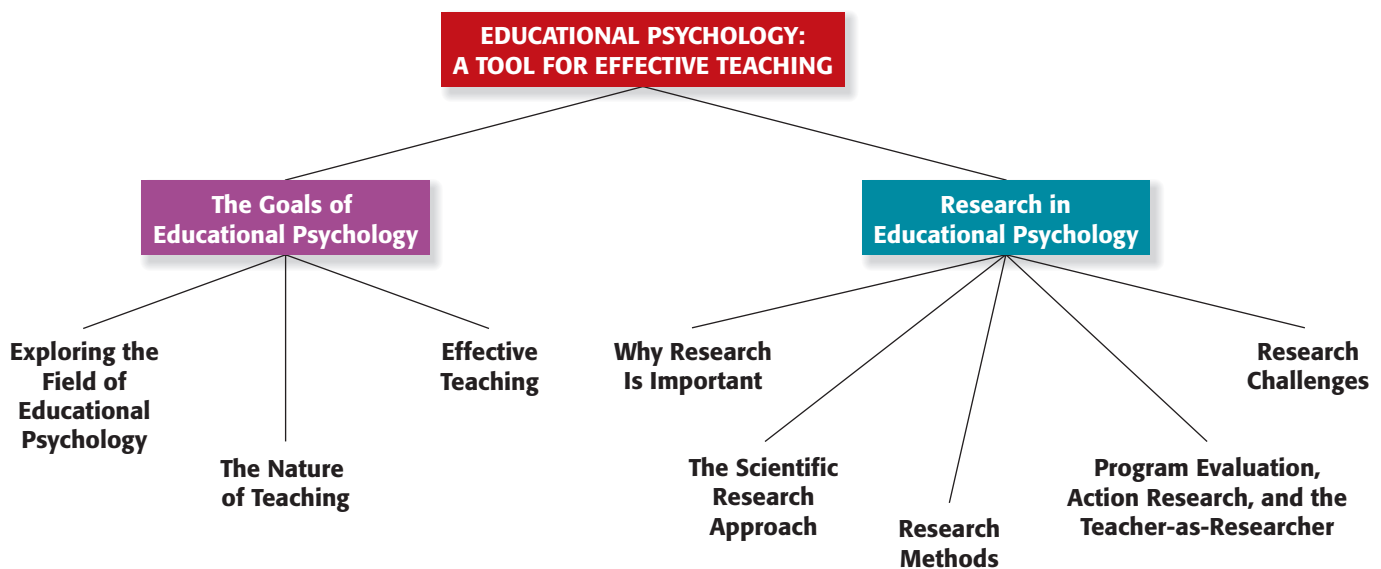 EDUCATIONAL PSYCHOLOGY:
A TOOL FOR EFFECTIVE TEACHING
The Goals of
Educational Psychology
Research in
Educational Psychology
Exploring the
Field of
Educational
Psychology
The Nature
of Teaching
Effective
Teaching
Why Research
Is Important
The Scientific
Research
Approach
Research
Methods
Program Evaluation,
Action Research, and the
Teacher-as-Researcher
Research
Challenges